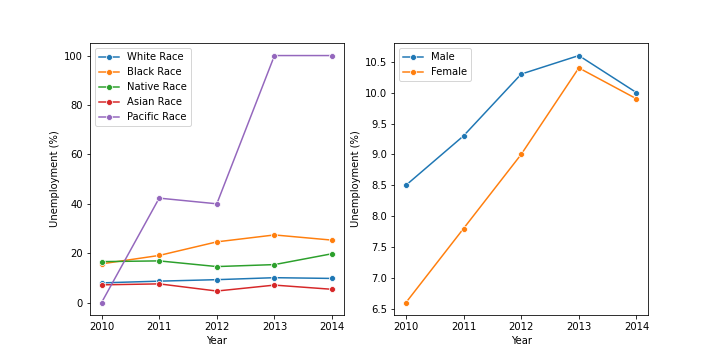 White Race
Black Race
Native Race
Asian Race
Pacific Race
100
80
60
40
20
0
Unemployment (%)
2010 2011 2012 2013 2014
Year
Male
Female
10.5
10.0
9.5
9.0
8.5
8.0
7.5
7.0
6.5
Unemployment (%)
2010 2011 2012 2013 2014
Year